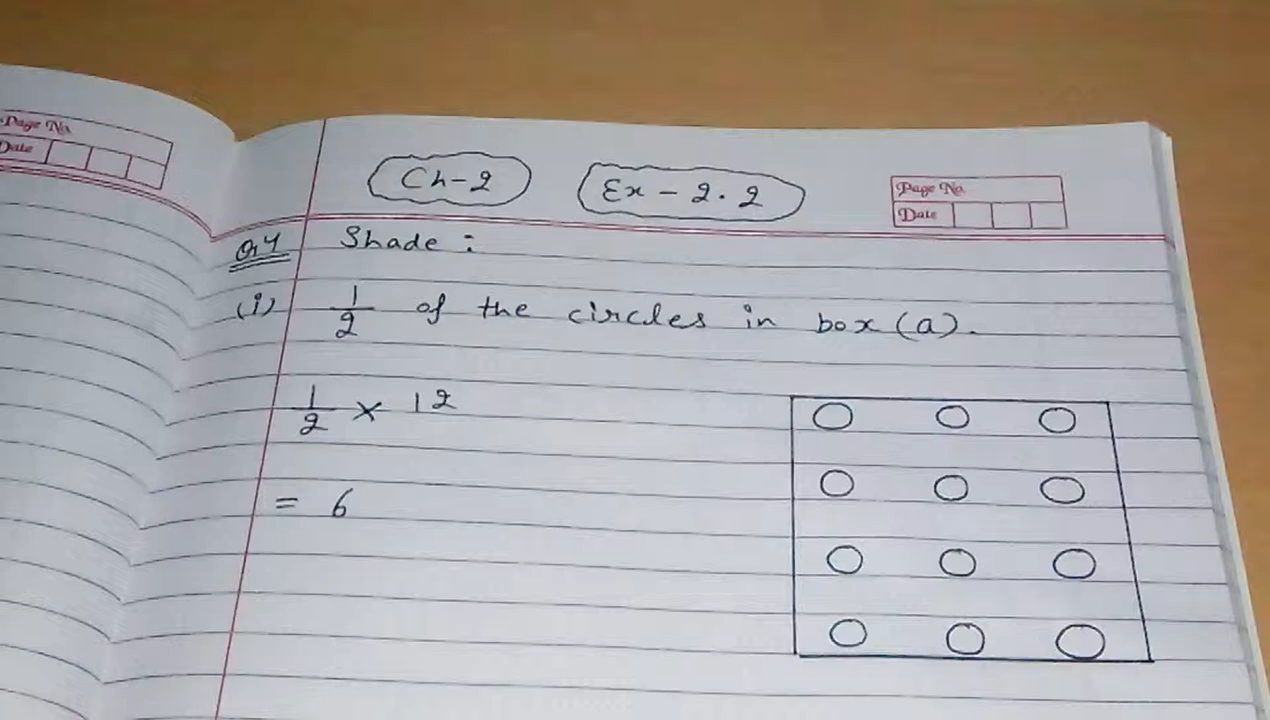 Page No.
Date
Ch-2 Ex - 2.2
Page No.
Date
Q4 Shade :
(i) 1/2 of the circles in box (a).
1/2 × 12
= 6